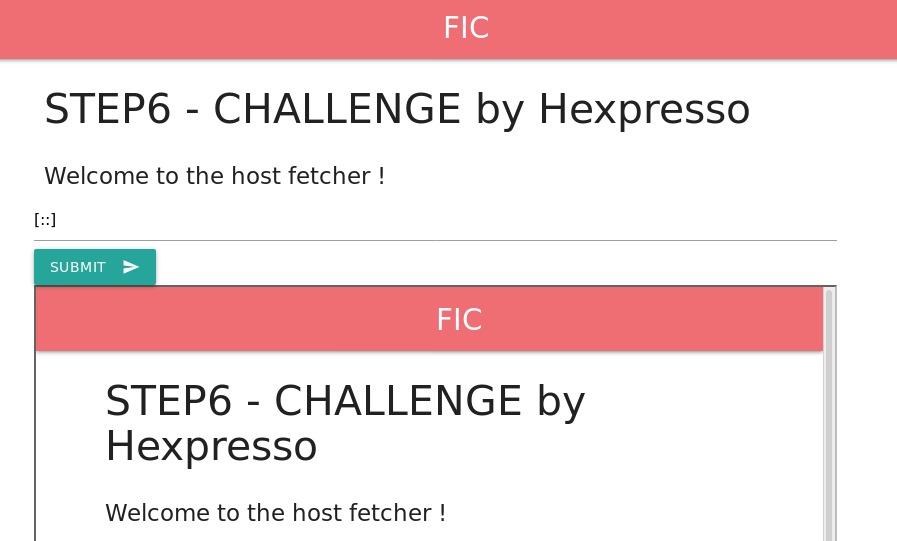 FIC
STEP6 - CHALLENGE by Hexpresso
Welcome to the host fetcher !
[::]
SUBMIT
FIC
STEP6 - CHALLENGE by
Hexpresso
Welcome to the host fetcher !